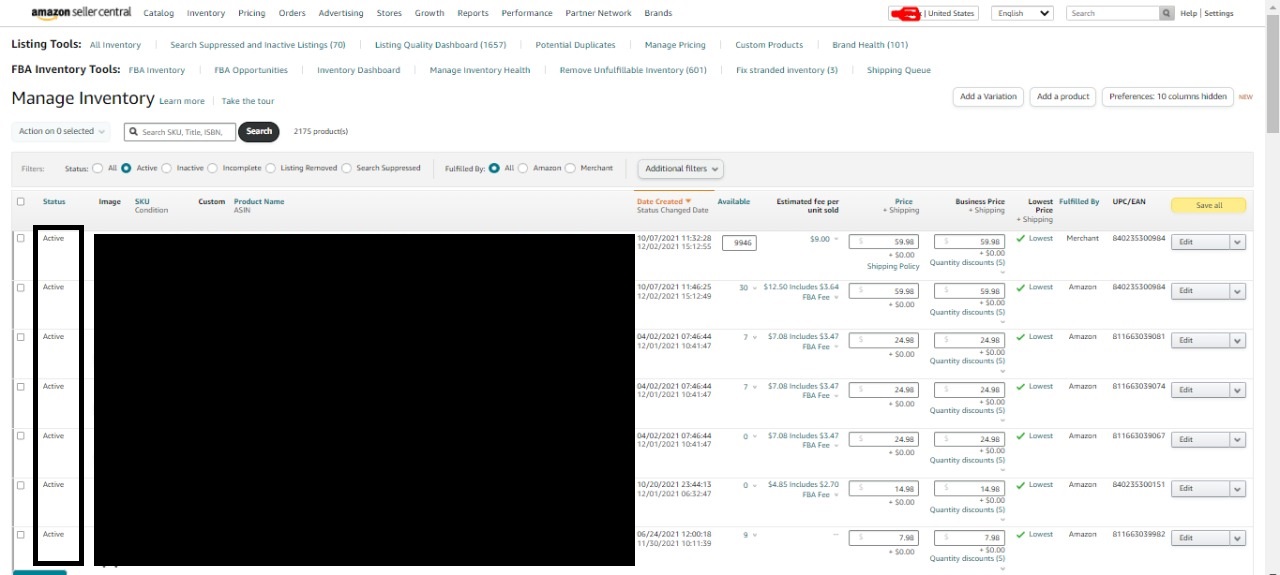 amazon seller central Catalog Inventory Pricing Orders Advertising Stores Growth Reports Performance Partner Network Brands | United States English Search Help | Settings
Listing Tools: All Inventory Search Suppressed and Inactive Listings (70) Listing Quality Dashboard (1657) Potential Duplicates Manage Pricing Custom Products Brand Health (101)
FBA Inventory Tools: FBA Inventory FBA Opportunities Inventory Dashboard Manage Inventory Health Remove Unfulfillable Inventory (601) Fix stranded inventory (3) Shipping Queue
Manage Inventory Learn more | Take the tour Add a Variation Add a product Preferences: 10 columns hidden NEW
Action on 0 selected Search SKU, Title, ISBN, Search 2175 product(s)
Filters: Status: All Active Inactive Incomplete Listing Removed Search Suppressed Fulfilled By: All Amazon Merchant Additional filters
Status Image SKU Custom Product Name Date Created Available Estimated fee per Price Business Price Lowest Fulfilled By UPC/EAN Save all
Condition ASIN Status Changed Date unit sold + Shipping + Shipping Price
+ Shipping
Active 10/07/2021 11:32:28 9946 $9.00 $ 59.98 $ 59.98 Lowest Merchant 840235300984 Edit
12/02/2021 15:12:55 + $0.00 + $0.00
Shipping Policy Quantity discounts (5)
Active 10/07/2021 11:46:25 30 $12.50 Includes $3.64 $ 59.98 $ 59.98 Lowest Amazon 840235300984 Edit
12/02/2021 15:12:49 FBA Fee + $0.00 + $0.00
Quantity discounts (5)
Active 04/02/2021 07:46:44 7 $7.08 Includes $3.47 $ 24.98 $ 24.98 Lowest Amazon 811663039081 Edit
12/01/2021 10:41:47 FBA Fee + $0.00 + $0.00
Quantity discounts (5)
Active 04/02/2021 07:46:44 7 $7.08 Includes $3.47 $ 24.98 $ 24.98 Lowest Amazon 811663039074 Edit
12/01/2021 10:41:47 FBA Fee + $0.00 + $0.00
Quantity discounts (5)
Active 04/02/2021 07:46:44 0 $7.08 Includes $3.47 $ 24.98 $ 24.98 Lowest Amazon 811663039067 Edit
12/01/2021 10:41:47 FBA Fee + $0.00 + $0.00
Quantity discounts (5)
Active 10/20/2021 23:44:13 0 $4.85 Includes $2.70 $ 14.98 $ 14.98 Lowest Amazon 840235300151 Edit
12/01/2021 06:32:47 FBA Fee + $0.00 + $0.00
Quantity discounts (5)
Active 06/24/2021 12:00:18 9 -- $ 7.98 $ 7.98 Lowest Amazon 811663039982 Edit
11/30/2021 10:11:39 + $0.00 + $0.00
Quantity discounts (5)